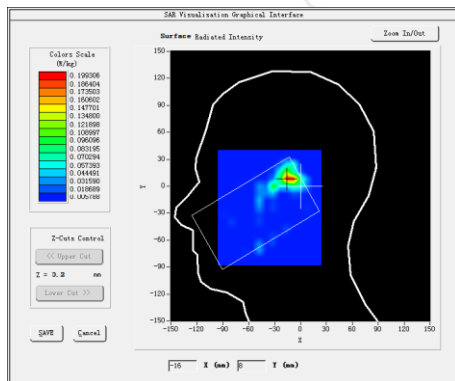 SAR Visualisation Graphical Interface
Surface Radiated Intensity
Zoom In/Out
Colors Scale
(W/kg)
0.199306
0.186404
0.173503
0.160602
0.147701
0.134800
0.121898
0.108997
0.096096
0.083195
0.070294
0.057393
0.044491
0.031590
0.018689
0.005788
Z-Cuts Control
<< Upper Cut
Z = 3.2 mm
Lower Cut >>
SAVE Cancel
150-
120-
90-
60-
30-
Y 0-
-30-
-60-
-90-
-120-
-150-
-150 -120 -90 -60 -30 0 30 60 90 120 150
X
-16 X (mm) 8 Y (mm)